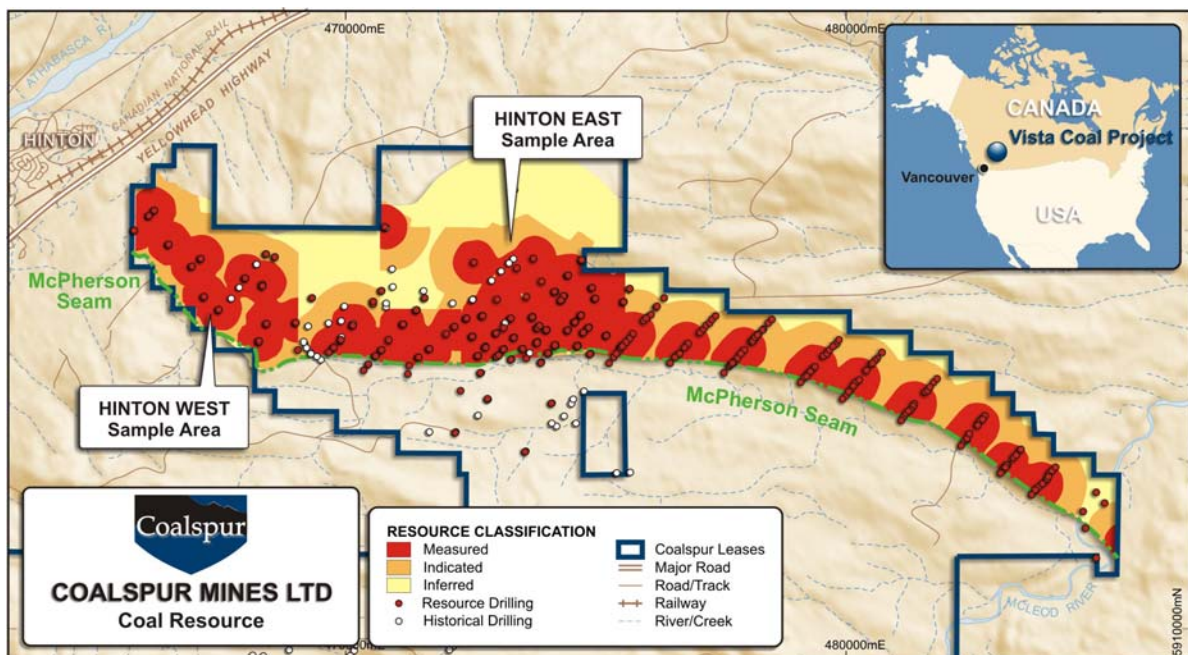 470000mE
480000mE
ATHABASCA R.
CANADIAN NATIONAL RAIL
YELLOWHEAD HIGHWAY
HINTON
HINTON EAST
Sample Area
CANADA
Vista Coal Project
Vancouver
USA
McPherson
Seam
HINTON WEST
Sample Area
McPherson Seam
Coalspur
COALSPUR MINES LTD
Coal Resource
RESOURCE CLASSIFICATION
Measured
Indicated
Inferred
Resource Drilling
Historical Drilling
Coalspur Leases
Major Road
Road/Track
Railway
River/Creek
MCLEOD RIVER
480000mE
5910000mN